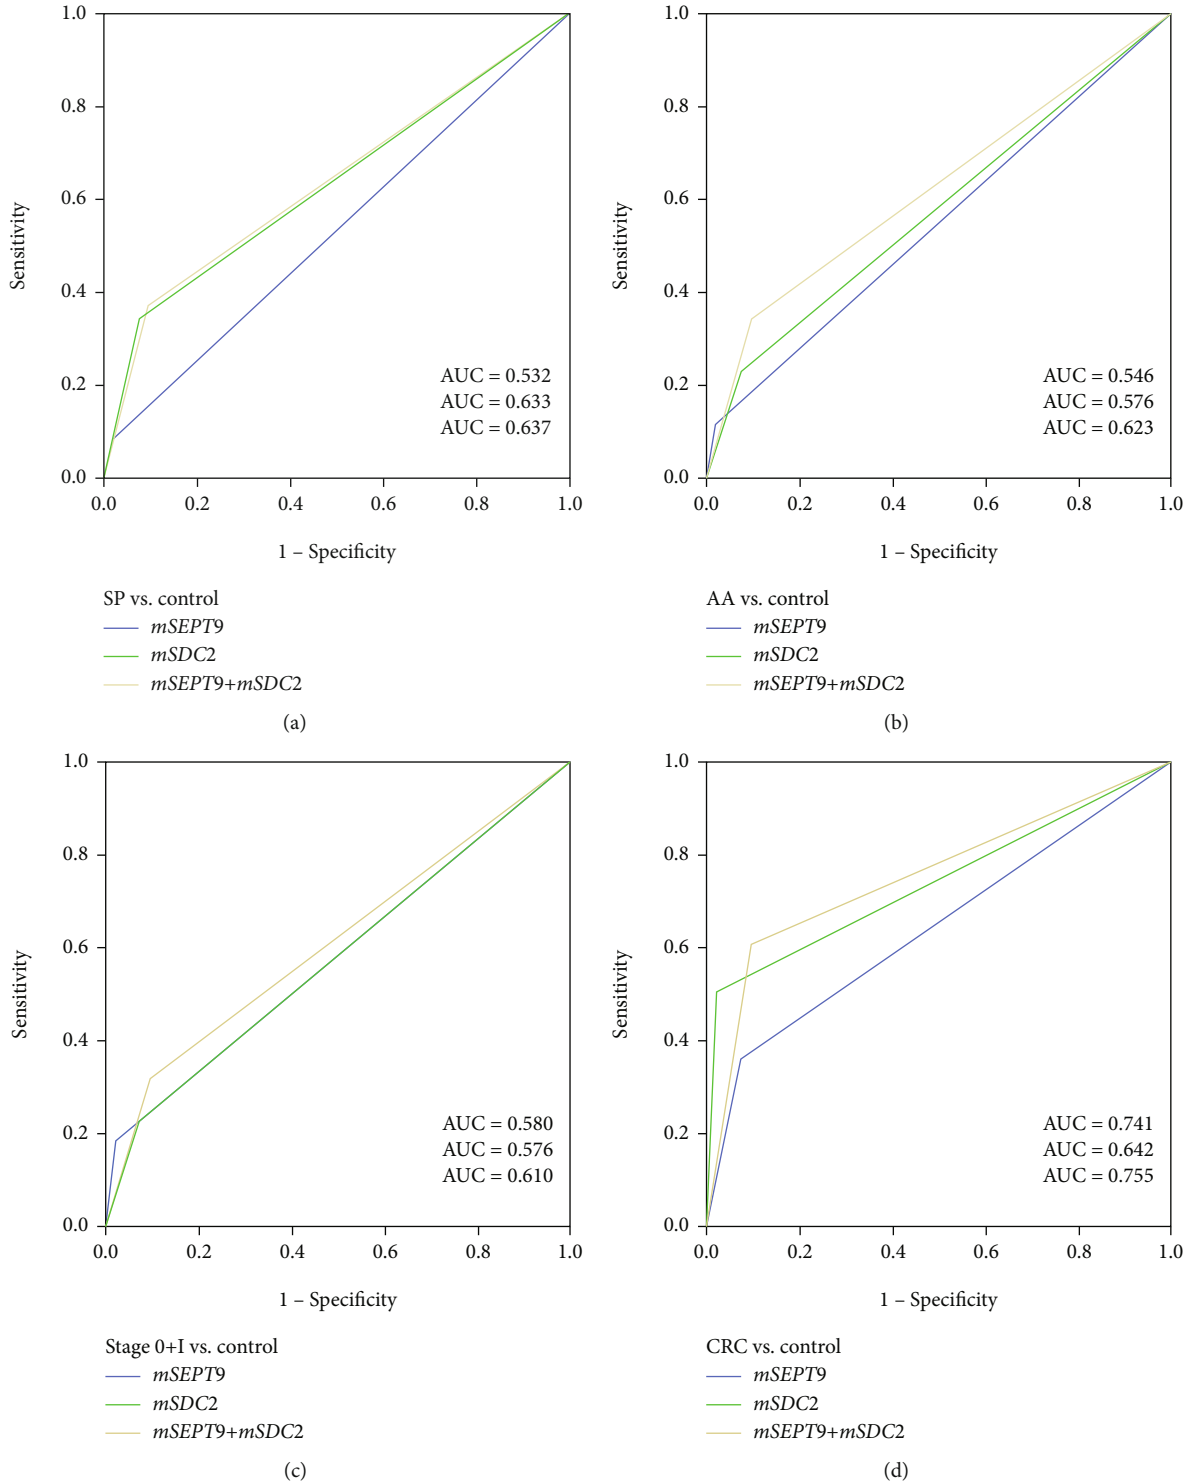 1.0
0.8
0.6
0.4
0.2
0.0
Sensitivity
AUC = 0.532
AUC = 0.633
AUC = 0.637
0.0 0.2 0.4 0.6 0.8 1.0
1 – Specificity
SP vs. control
mSEPT9
mSDC2
mSEPT9+mSDC2
(a)
1.0
0.8
0.6
0.4
0.2
0.0
Sensitivity
AUC = 0.546
AUC = 0.576
AUC = 0.623
0.0 0.2 0.4 0.6 0.8 1.0
1 – Specificity
AA vs. control
mSEPT9
mSDC2
mSEPT9+mSDC2
(b)
1.0
0.8
0.6
0.4
0.2
0.0
Sensitivity
AUC = 0.580
AUC = 0.576
AUC = 0.610
0.0 0.2 0.4 0.6 0.8 1.0
1 – Specificity
Stage 0+I vs. control
mSEPT9
mSDC2
mSEPT9+mSDC2
(c)
1.0
0.8
0.6
0.4
0.2
0.0
Sensitivity
AUC = 0.741
AUC = 0.642
AUC = 0.755
0.0 0.2 0.4 0.6 0.8 1.0
1 – Specificity
CRC vs. control
mSEPT9
mSDC2
mSEPT9+mSDC2
(d)